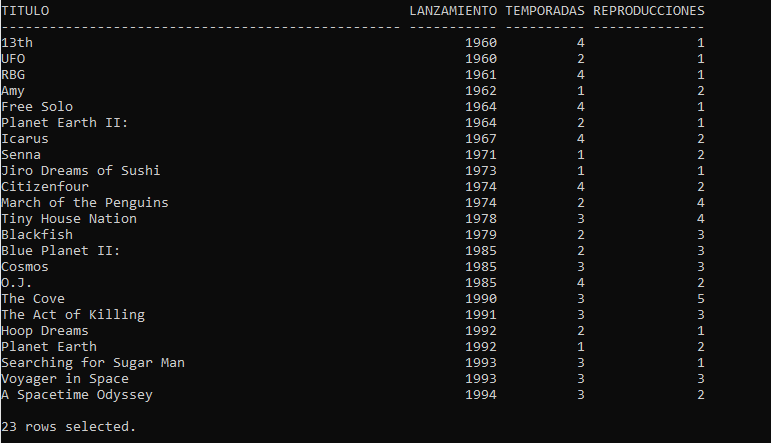 TITULO LANZAMIENTO TEMPORADAS REPRODUCCIONES
-------------------------------------------------- ----------- ---------- --------------
13th 1960 4 1
UFO 1960 2 1
RBG 1961 4 1
Amy 1962 1 2
Free Solo 1964 4 1
Planet Earth II: 1964 2 1
Icarus 1967 4 2
Senna 1971 1 2
Jiro Dreams of Sushi 1973 1 1
Citizenfour 1974 4 2
March of the Penguins 1974 2 4
Tiny House Nation 1978 3 4
Blackfish 1979 2 3
Blue Planet II: 1985 2 3
Cosmos 1985 3 3
O.J. 1985 4 2
The Cove 1990 3 5
The Act of Killing 1991 3 3
Hoop Dreams 1992 2 1
Planet Earth 1992 1 2
Searching for Sugar Man 1993 3 1
Voyager in Space 1993 3 3
A Spacetime Odyssey 1994 3 2
23 rows selected.